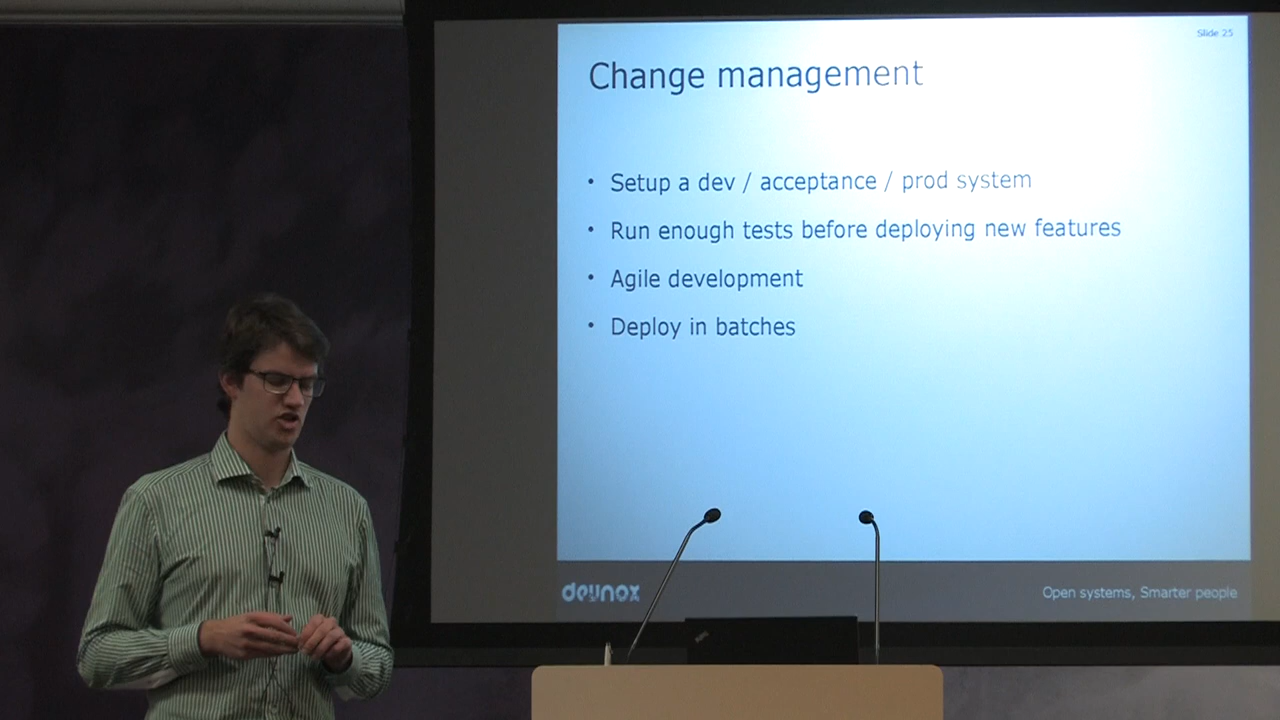 Slide 25
Change management
• Setup a dev / acceptance / prod system
• Run enough tests before deploying new features
• Agile development
• Deploy in batches
deynox
Open systems, Smarter people